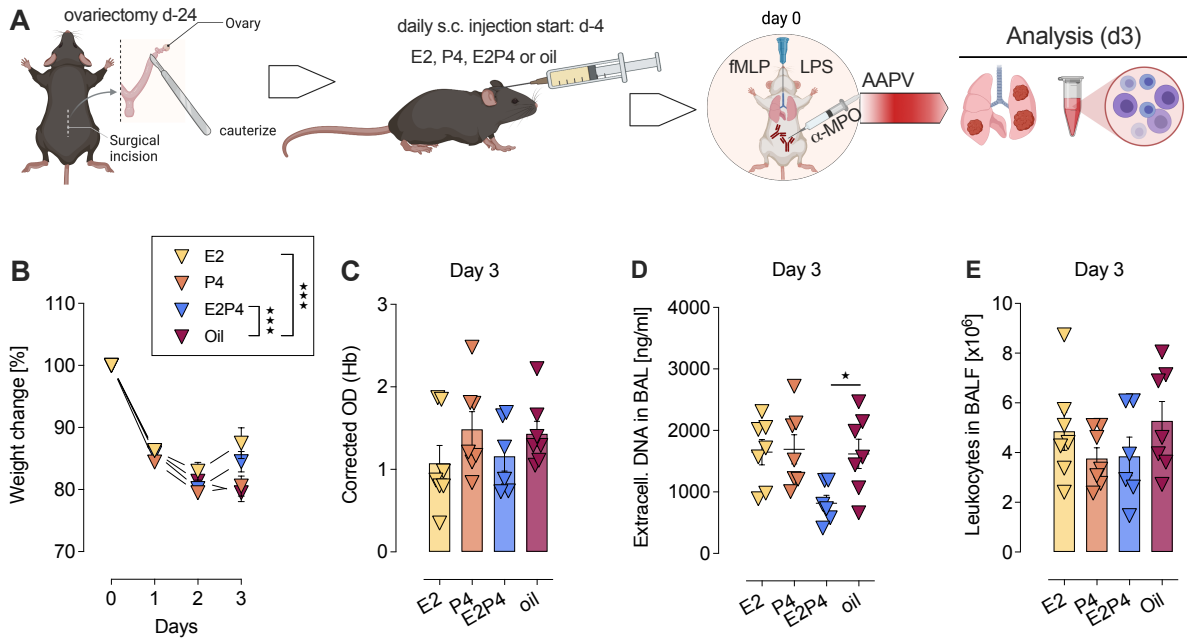 A
ovariectomy d-24
Ovary
Surgical
incision
cauterize
daily s.c. injection start: d-4
E2, P4, E2P4 or oil
day 0
fMLP
LPS
α-MPO
AAPV
Analysis (d3)
B
E2
P4
E2P4
Oil
★★★
★★★
Weight change [%]
110
100
90
80
70
0 1 2 3
Days
C
Day 3
Corrected OD (Hb)
3
2
1
0
E2 P4 E2P4 oil
D
Day 3
Extracell. DNA in BAL [ng/ml]
4000
3000
2000
1000
0
★
E2 P4 E2P4 oil
E
Day 3
Leukocytes in BALF [x10⁶]
10
8
6
4
2
0
E2 P4 E2P4 oil